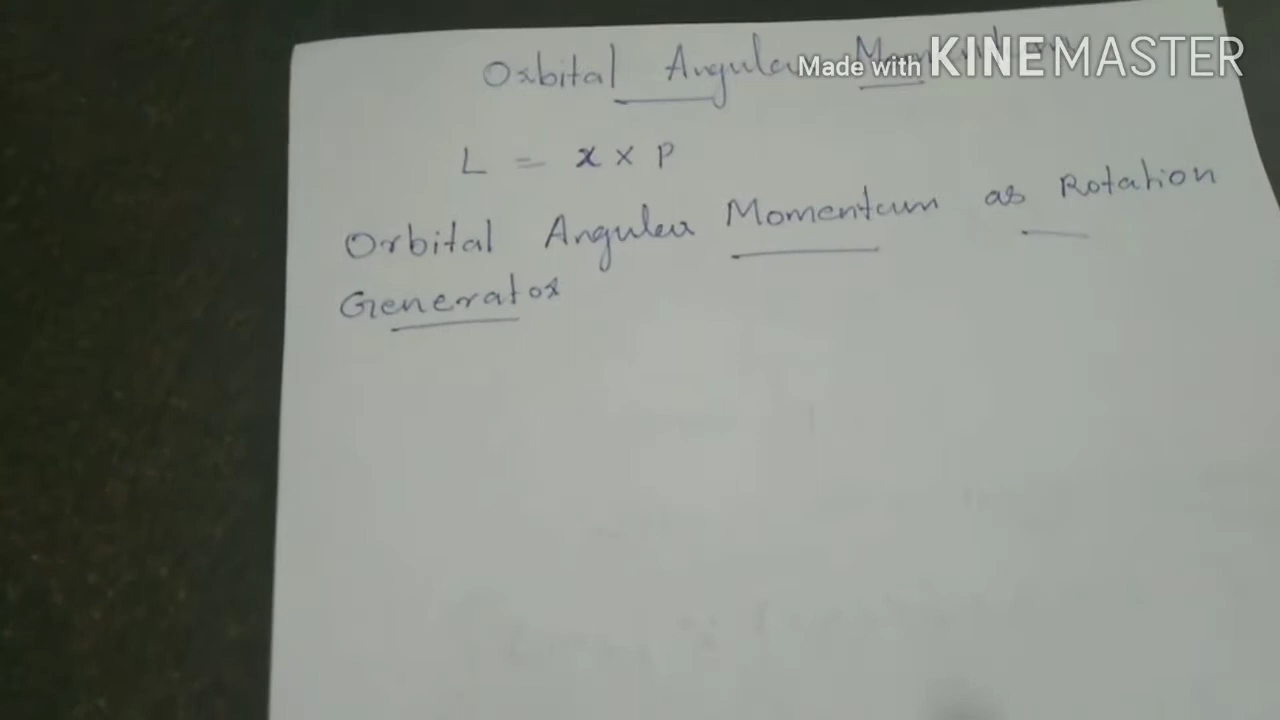 Orbital Angular
Made with KINEMASTER
L = x × P
Orbital Angular Momentum as Rotation
Generator